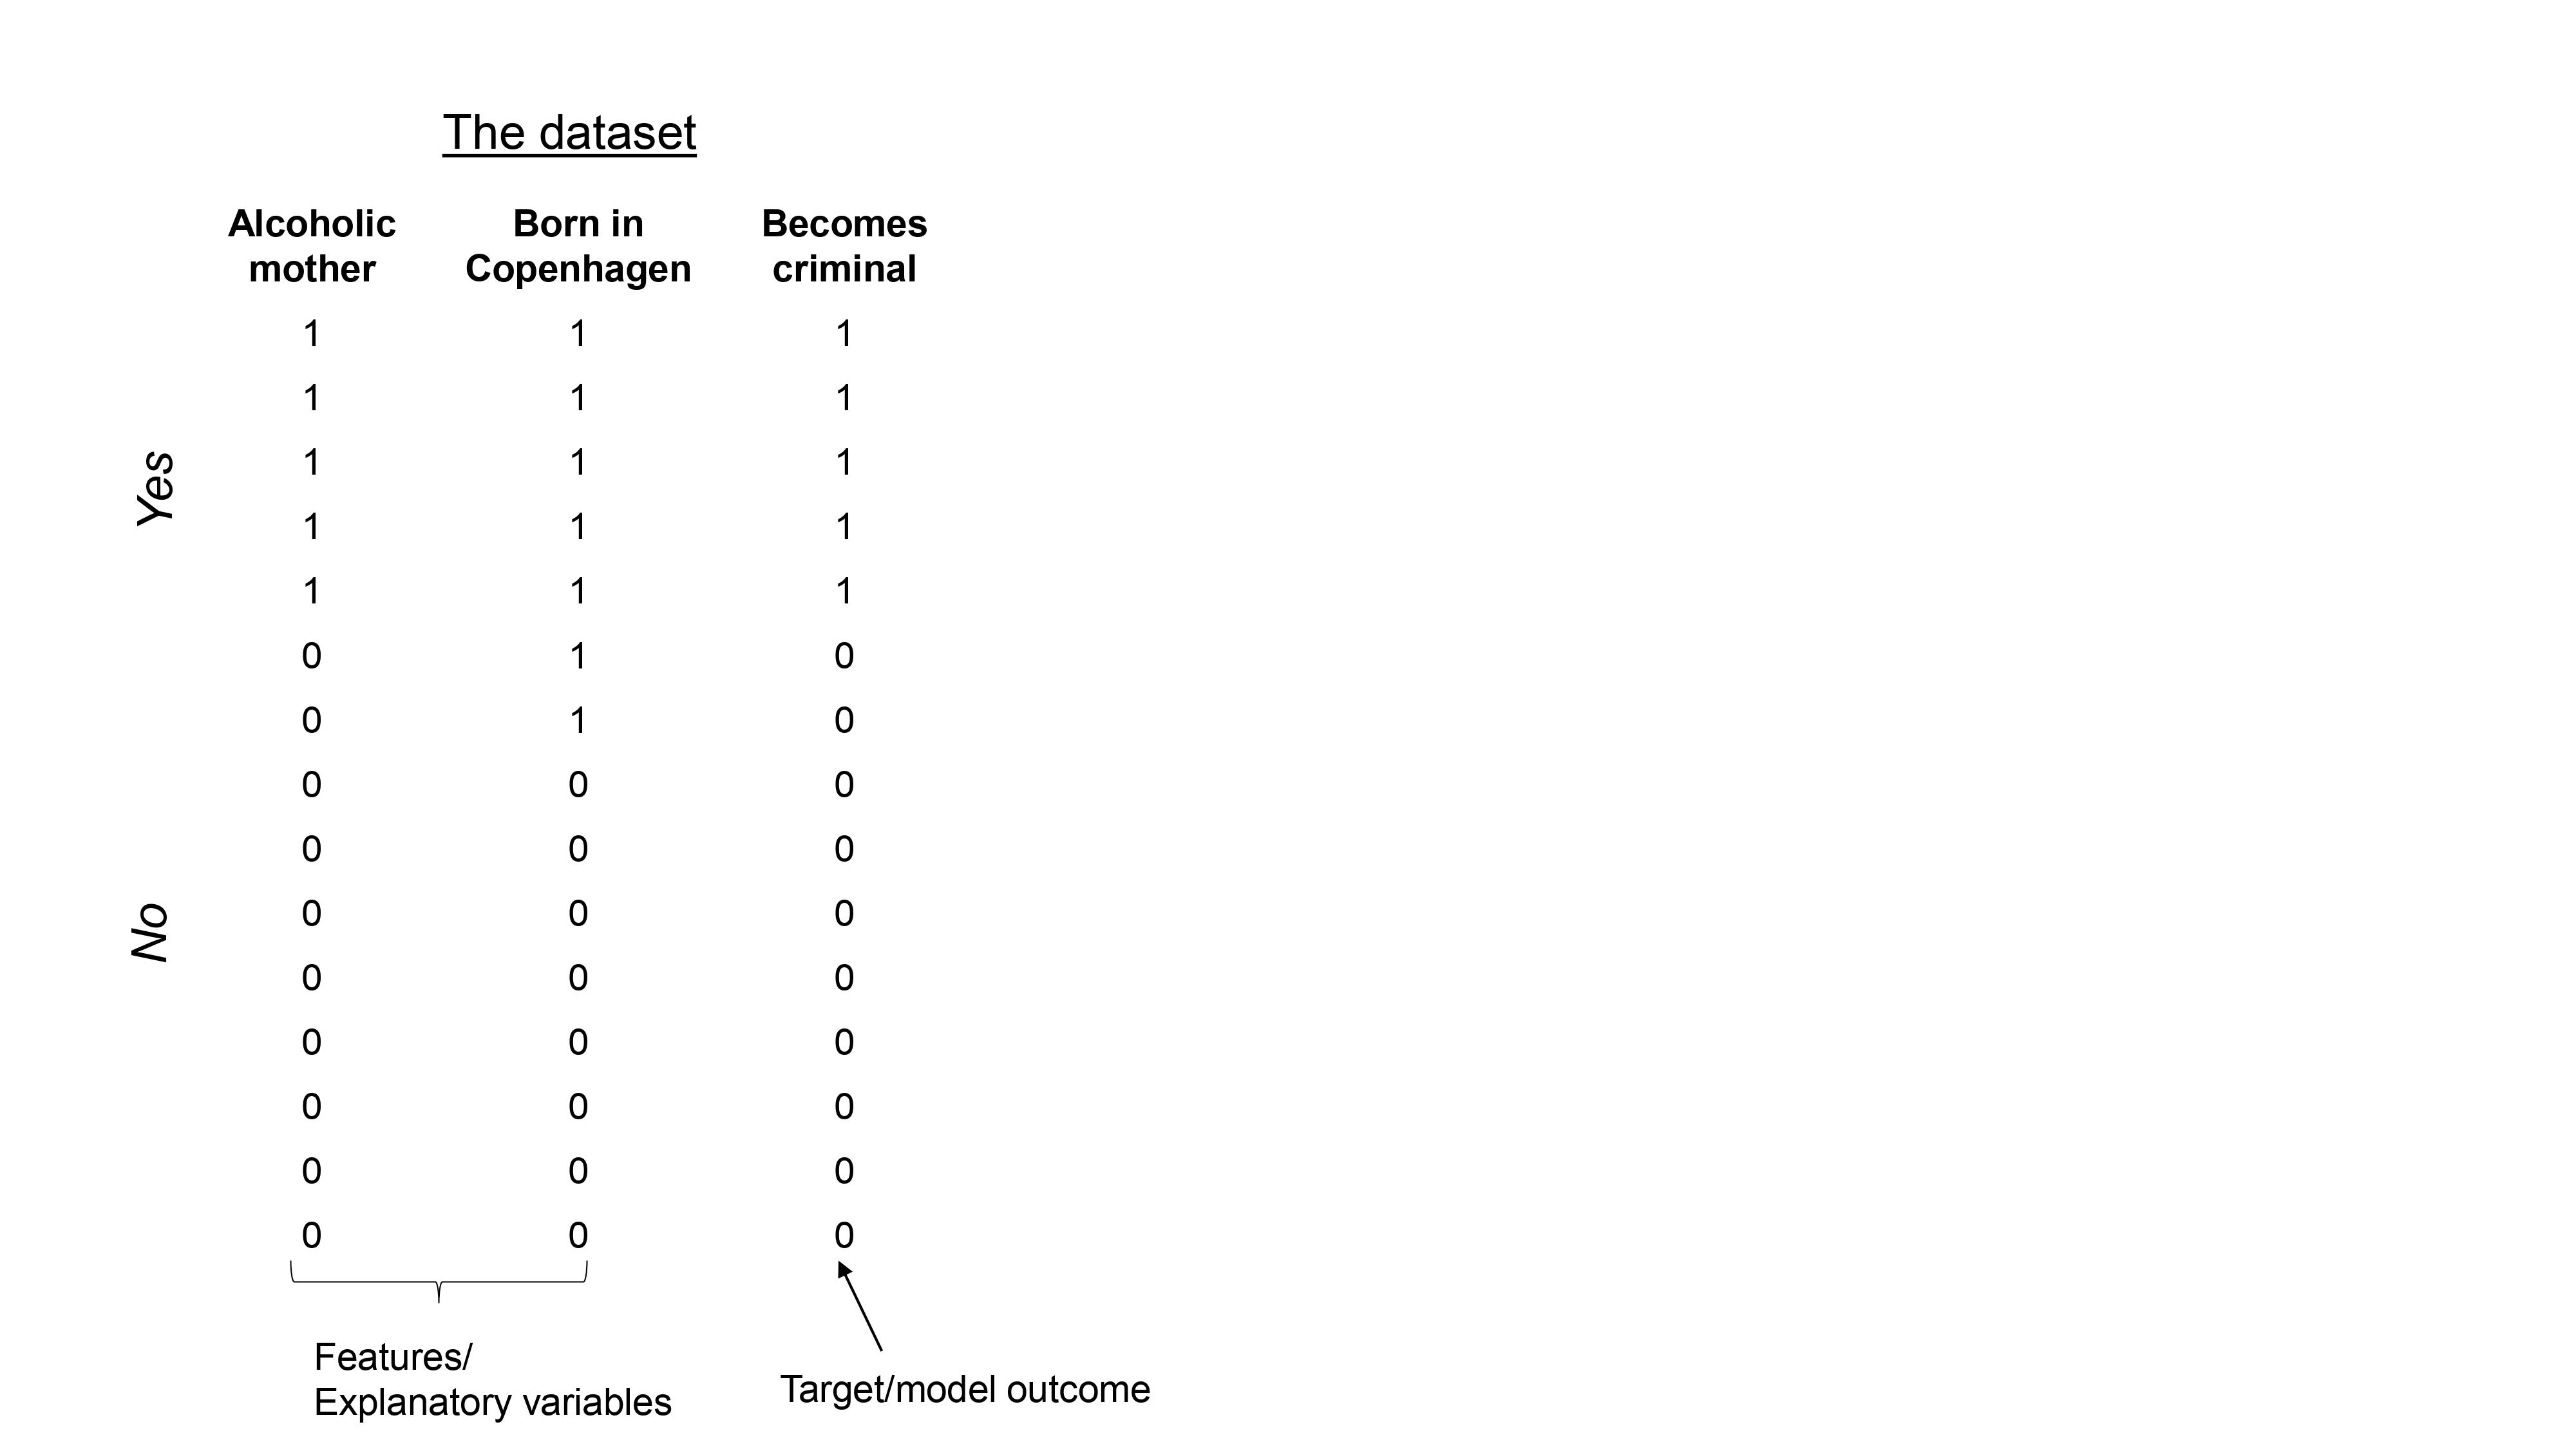 The dataset
Alcoholic mother Born in Copenhagen Becomes criminal
1 1 1
1 1 1
1 1 1
Yes
1 1 1
1 1 1
0 1 0
0 1 0
0 0 0
0 0 0
0 0 0
No
0 0 0
0 0 0
0 0 0
0 0 0
0 0 0
Features/
Explanatory variables
Target/model outcome